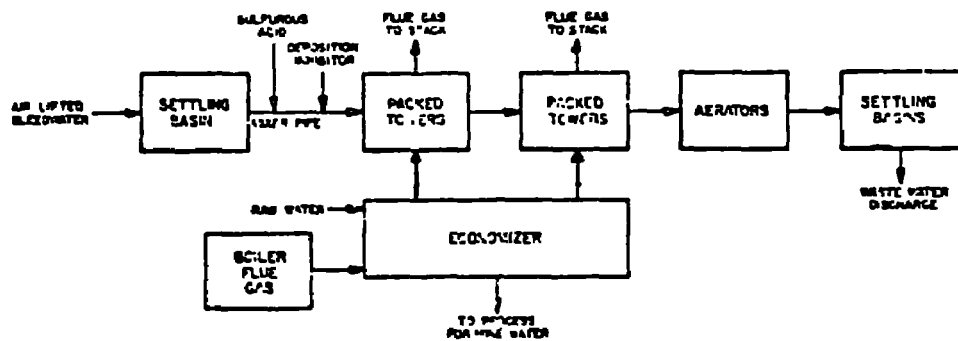 SULPHUROUS
ACID
DEPOSITION
INHIBITOR
FLUE GAS
TO STACK
FLUE GAS
TO STACK
AIR LIFTED
BLEEDWATER
SETTLING
BASIN
MIXER PIPE
PACKED
TOWERS
PACKED
TOWERS
AERATORS
SETTLING
BASINS
WASTE WATER
DISCHARGE
RAW WATER
ECONOMIZER
BOILER
FLUE
GAS
TO PROCESS
FOR MINE WATER